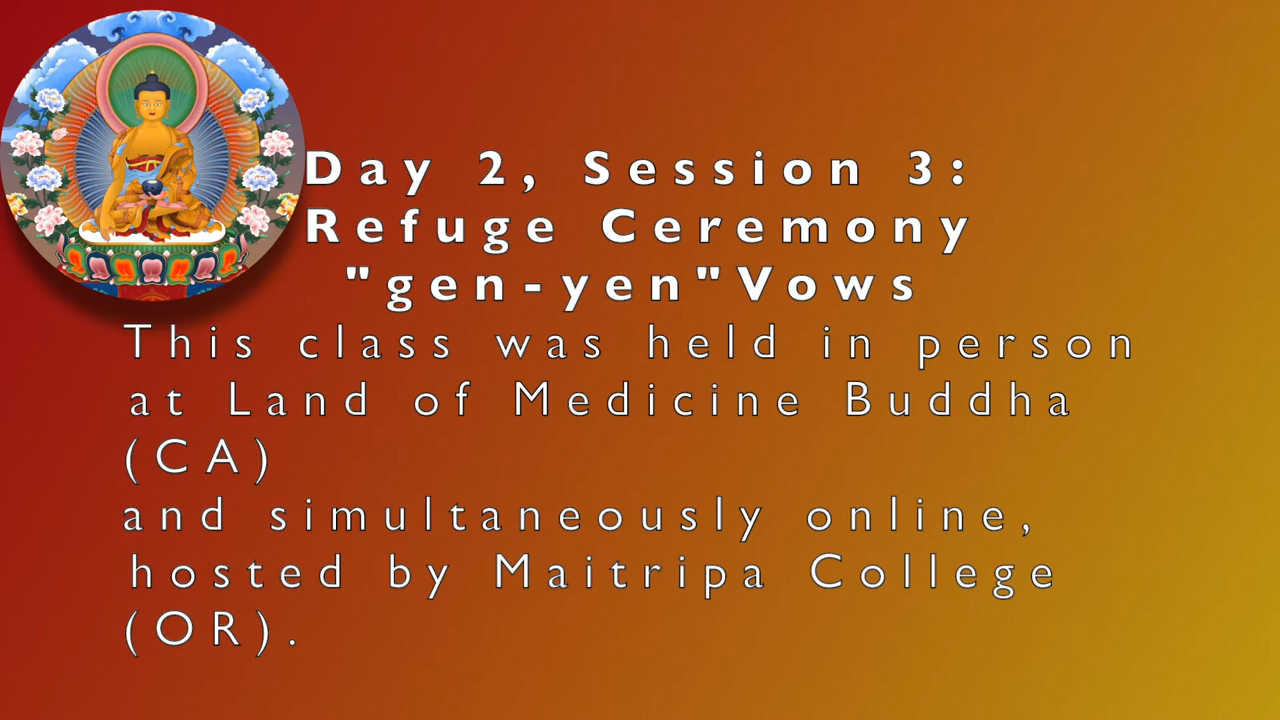 Day 2, Session 3:
Refuge Ceremony
"gen-yen"Vows
This class was held in person
at Land of Medicine Buddha
(CA)
and simultaneously online,
hosted by Maitripa College
(OR).